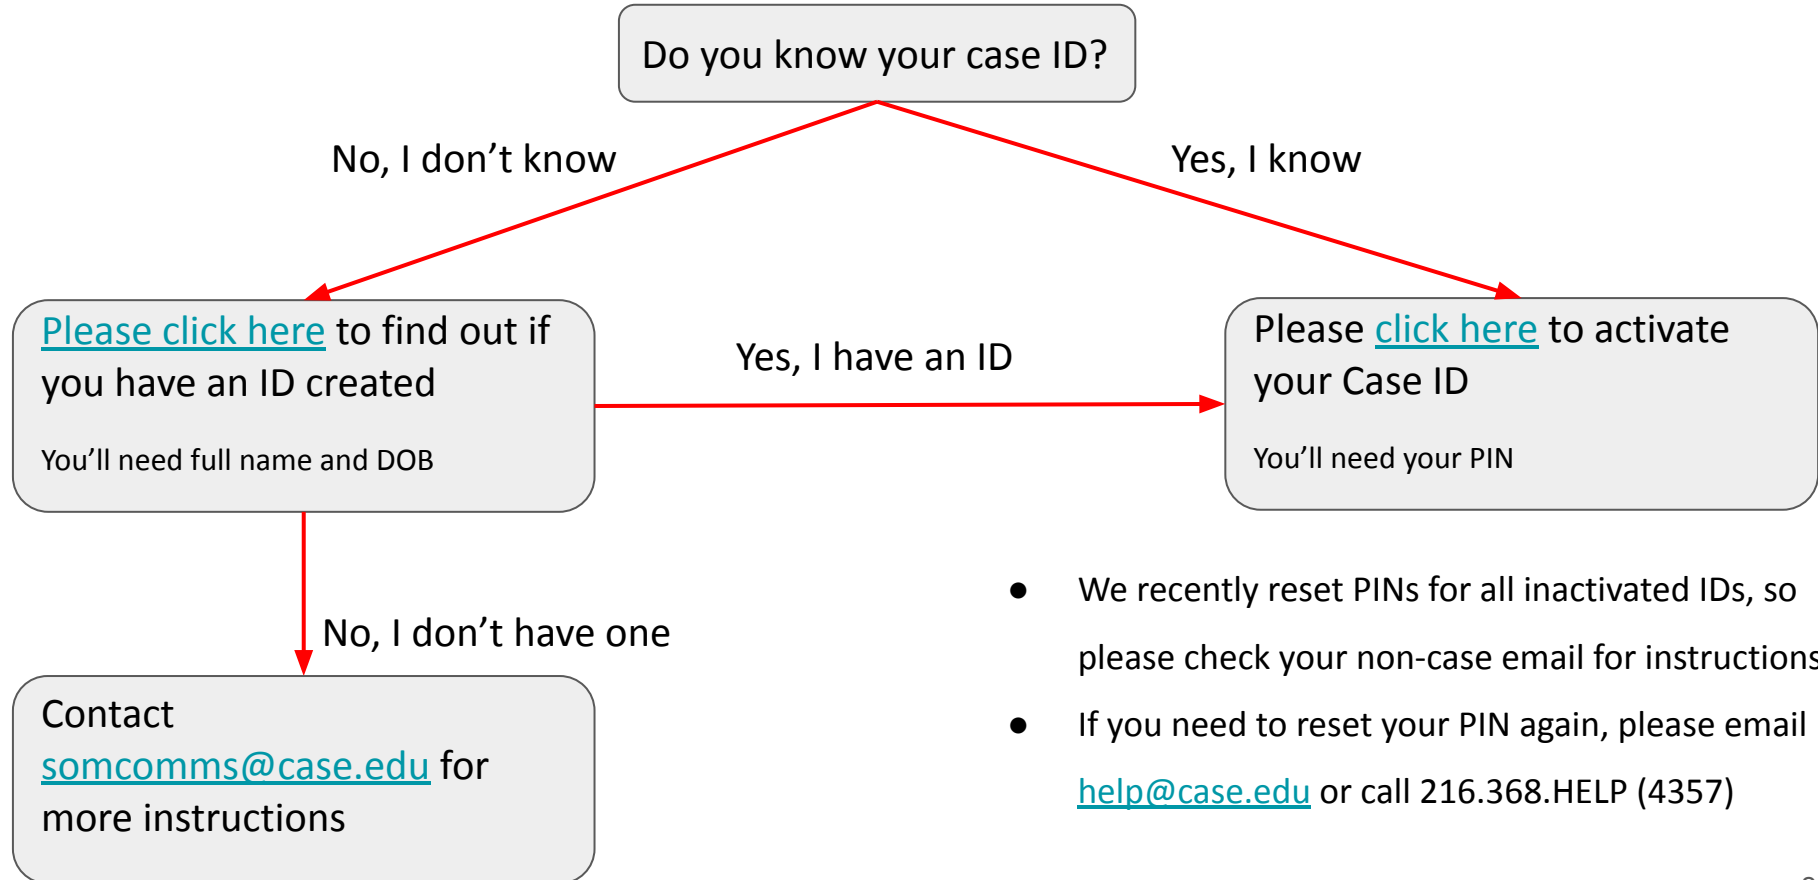 Do you know your case ID?
No, I don’t know
Yes, I know
Please click here to find out if
you have an ID created
You’ll need full name and DOB
Yes, I have an ID
Please click here to activate
your Case ID
You’ll need your PIN
No, I don’t have one
Contact
somcomms@case.edu for
more instructions
● We recently reset PINs for all inactivated IDs, so
please check your non-case email for instructions
● If you need to reset your PIN again, please email
help@case.edu or call 216.368.HELP (4357)